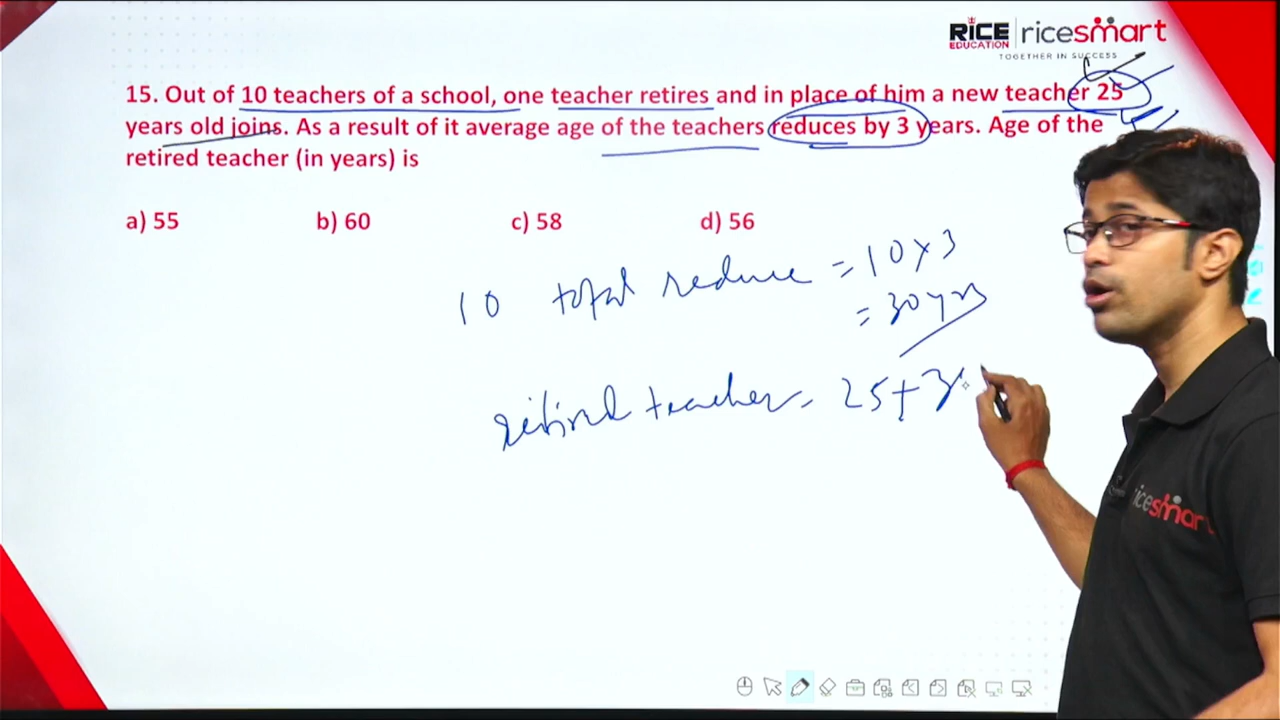 RICE EDUCATION ricesmart
TOGETHER IN SUCCESS
15. Out of 10 teachers of a school, one teacher retires and in place of him a new teacher 25
years old joins. As a result of it average age of the teachers reduces by 3 years. Age of the
retired teacher (in years) is
a) 55 b) 60 c) 58 d) 56
10 total reduce = 10 x 3
= 30 yrs
retired teacher = 25 + 3
ricesmart